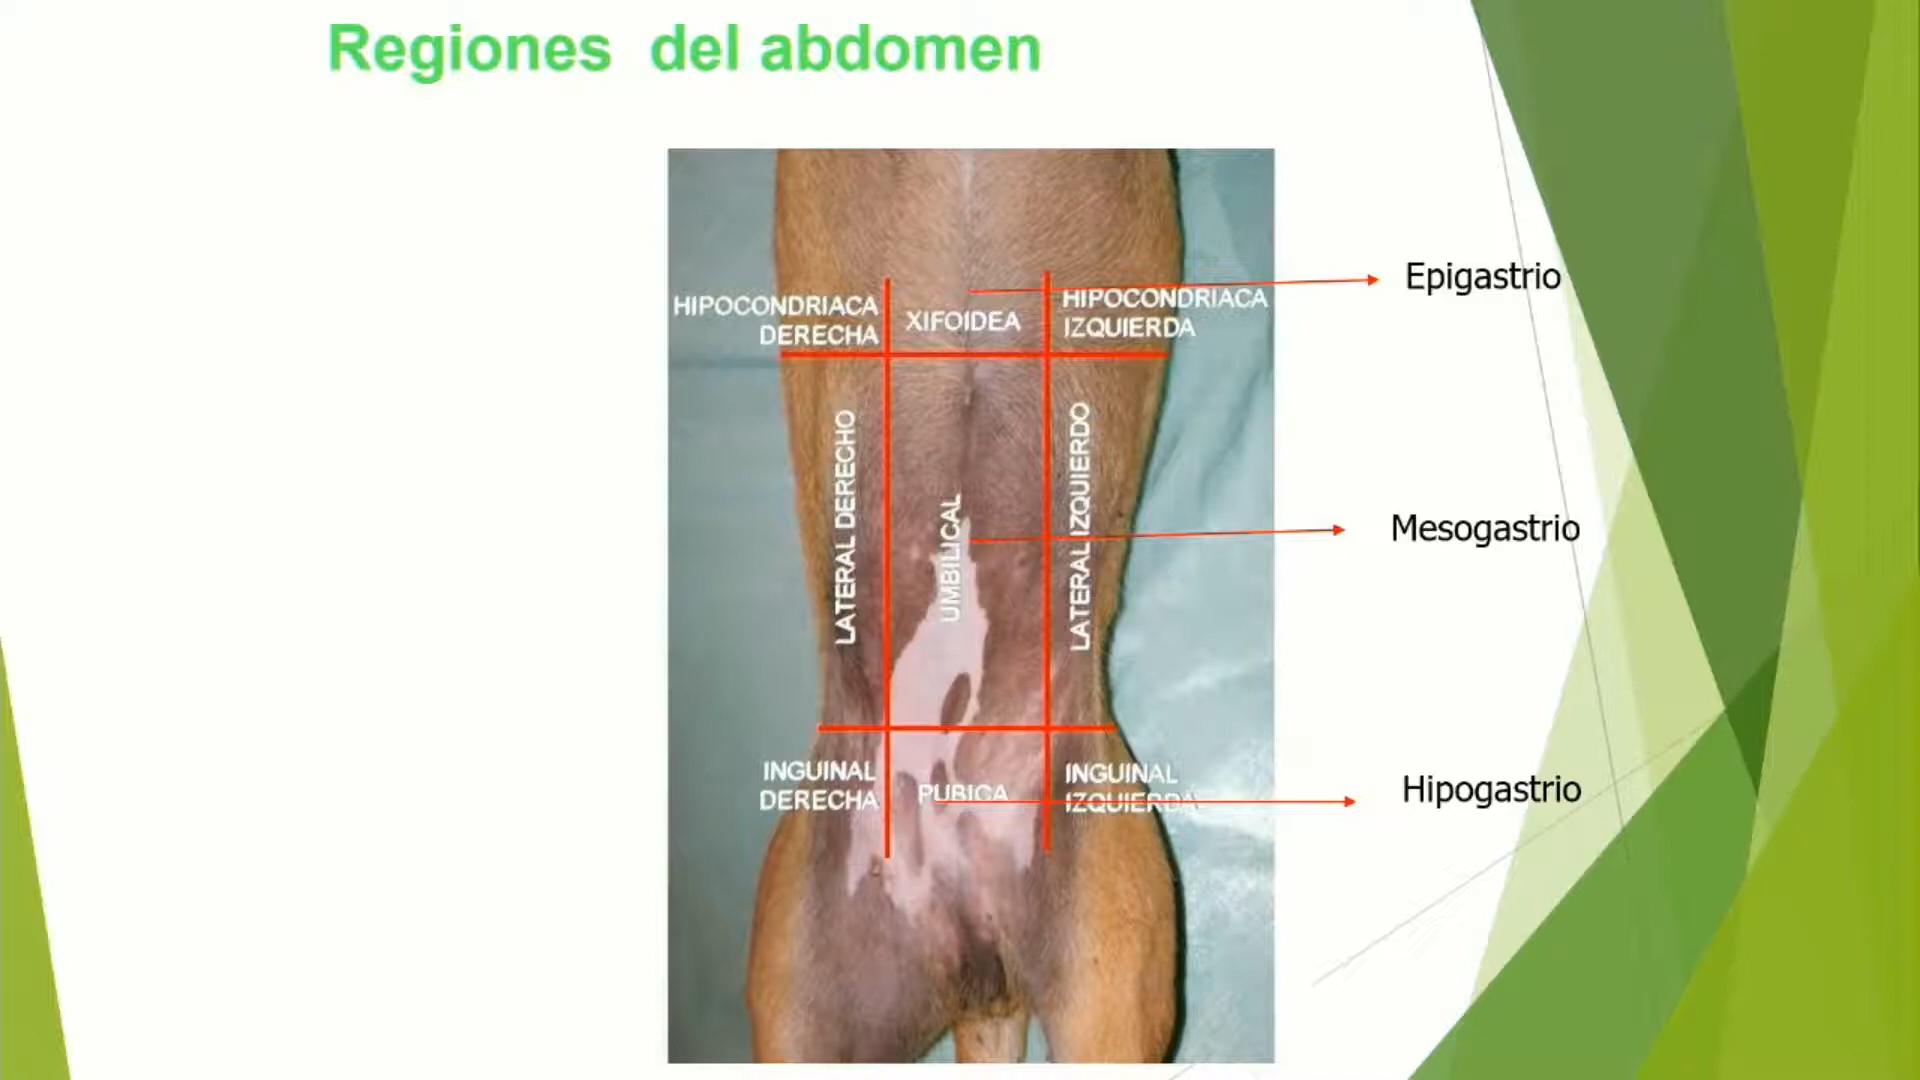 Regiones del abdomen
HIPOCONDRIACA
DERECHA
XIFOIDEA
HIPOCONDRIACA
IZQUIERDA
Epigastrio
LATERAL DERECHO
UMBILICAL
LATERAL IZQUIERDO
Mesogastrio
INGUINAL
DERECHA
PUBICA
INGUINAL
IZQUIERDA
Hipogastrio